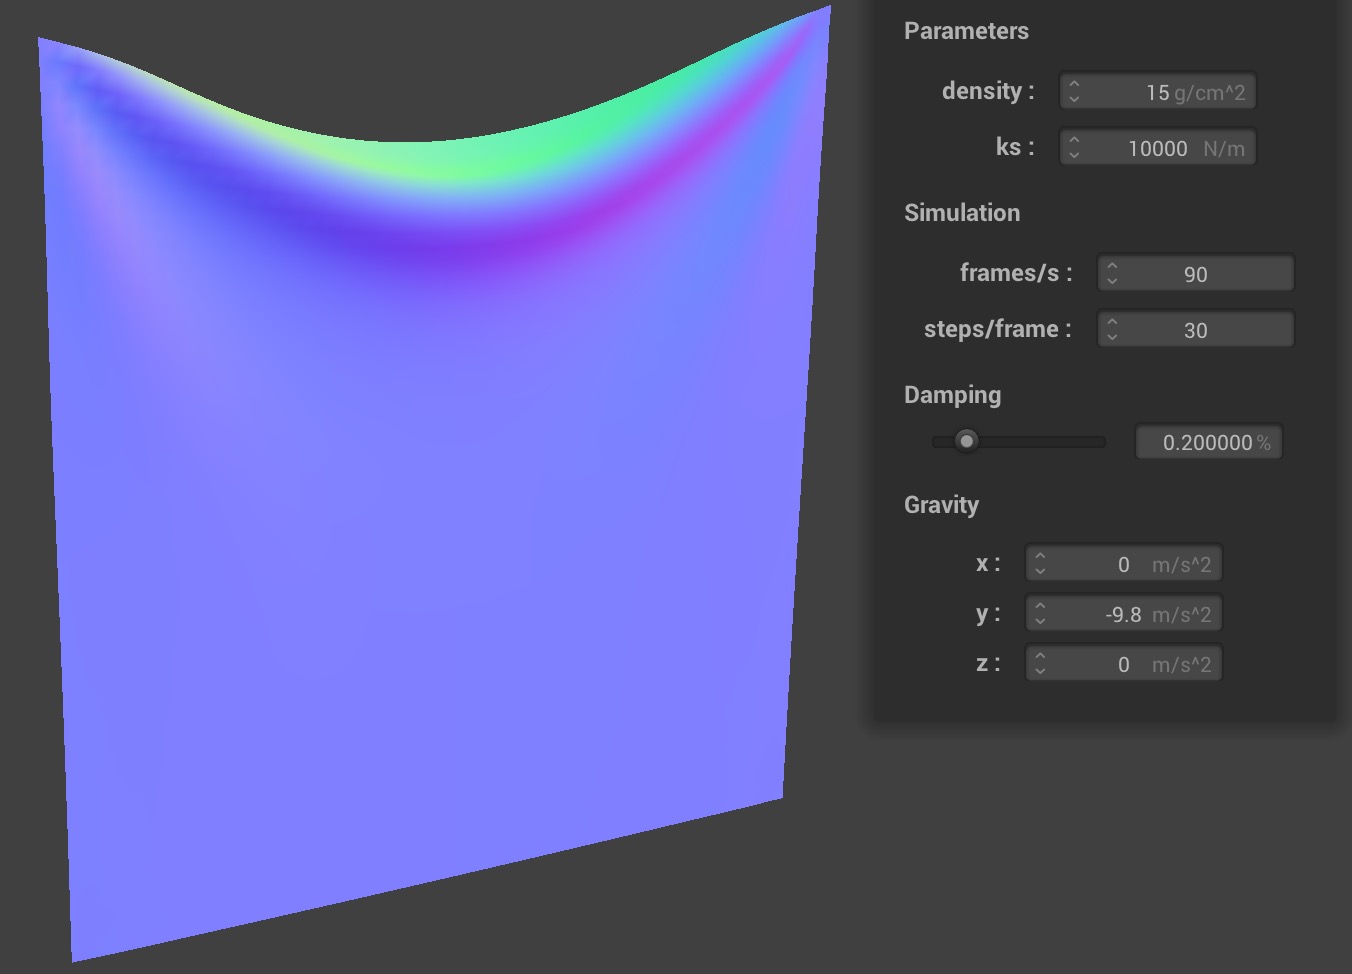 Parameters
density : 15 g/cm^2
ks : 10000 N/m
Simulation
frames/s : 90
steps/frame : 30
Damping
0.200000 %
Gravity
x : 0 m/s^2
y : -9.8 m/s^2
z : 0 m/s^2